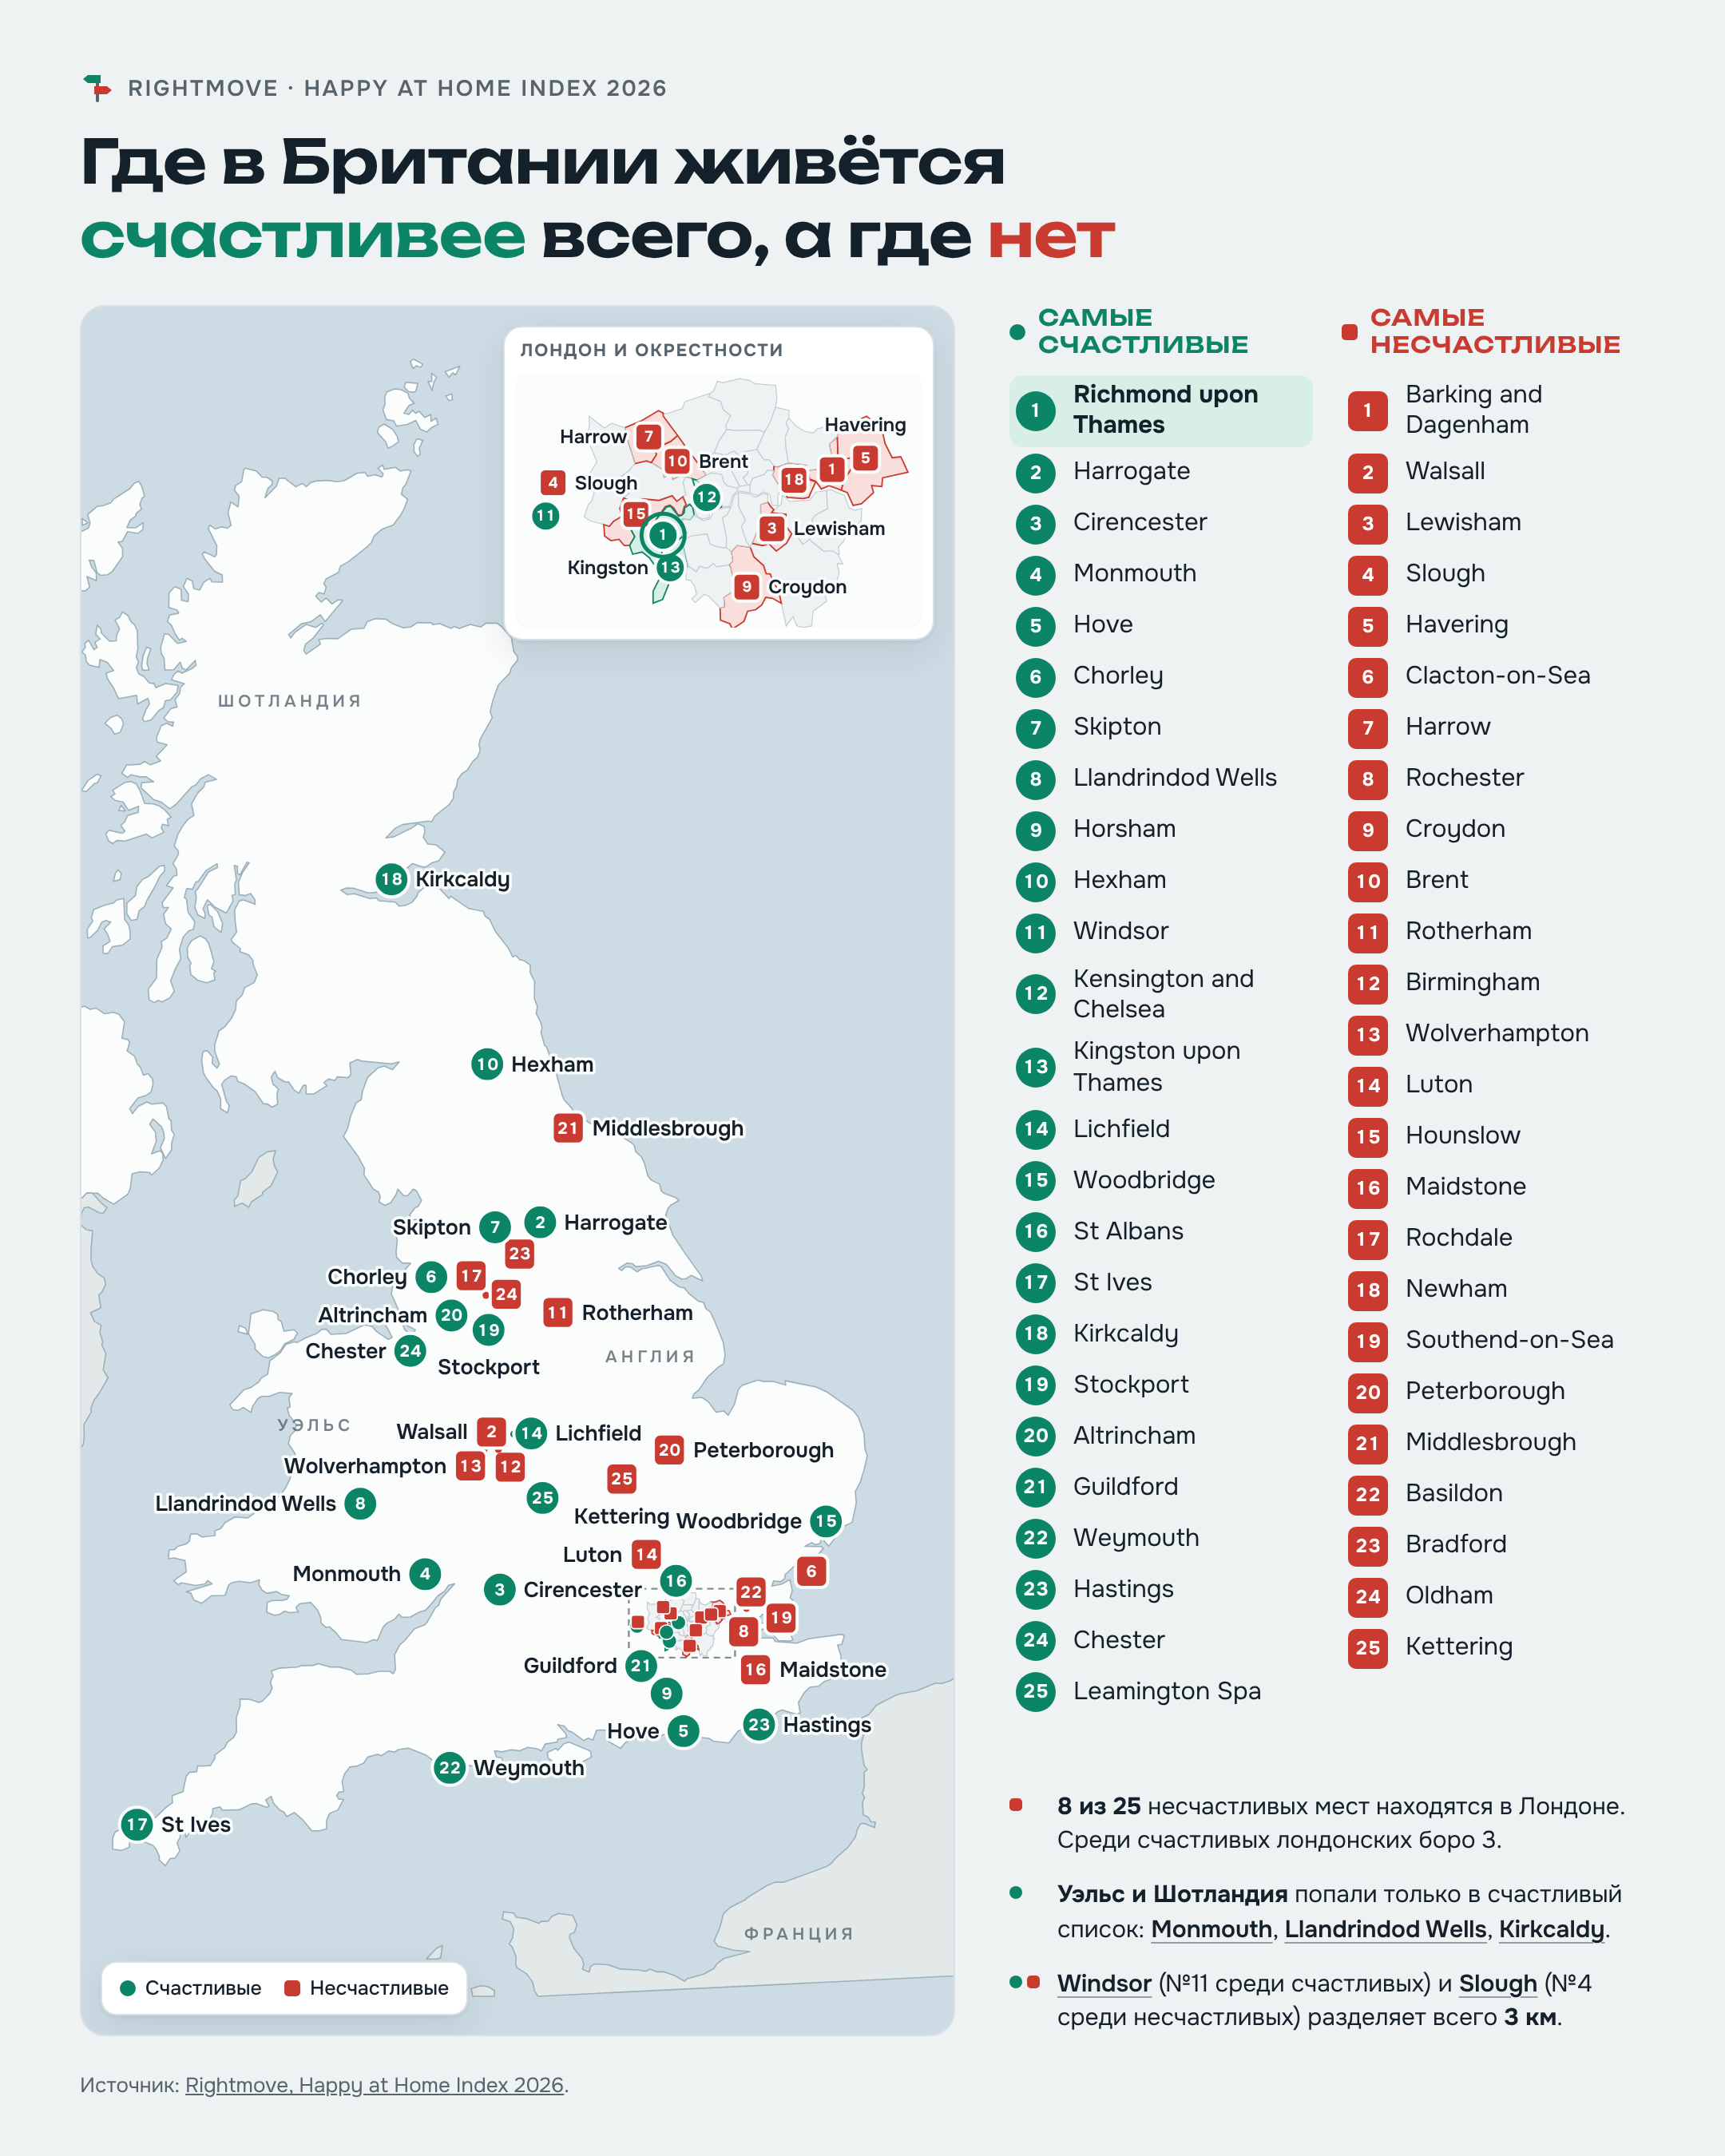 RIGHTMOVE · HAPPY AT HOME INDEX 2026
Где в Британии живётся
счастливее всего, а где нет
ЛОНДОН И ОКРЕСТНОСТИ
Havering
Harrow 7
10 Brent
5
1
18
4 Slough
12
11
15
3 Lewisham
1
Kingston 13
9 Croydon
ШОТЛАНДИЯ
18 Kirkcaldy
10 Hexham
21 Middlesbrough
Skipton 7
2 Harrogate
23
Chorley 6
17
24
Altrincham 20
11 Rotherham
19
Chester 24
Stockport
АНГЛИЯ
УЭЛЬС
Walsall 2
14 Lichfield
20 Peterborough
Wolverhampton 13
12
25
25
Llandrindod Wells 8
Kettering
Woodbridge 15
Luton 14
6
Monmouth 4
16
3 Cirencester
22
19
8
Guildford 21
16 Maidstone
9
Hove 5
23 Hastings
22 Weymouth
17 St Ives
ФРАНЦИЯ
Счастливые
Несчастливые
САМЫЕ
СЧАСТЛИВЫЕ
1 Richmond upon
Thames
2 Harrogate
3 Cirencester
4 Monmouth
5 Hove
6 Chorley
7 Skipton
8 Llandrindod Wells
9 Horsham
10 Hexham
11 Windsor
12 Kensington and
Chelsea
13 Kingston upon
Thames
14 Lichfield
15 Woodbridge
16 St Albans
17 St Ives
18 Kirkcaldy
19 Stockport
20 Altrincham
21 Guildford
22 Weymouth
23 Hastings
24 Chester
25 Leamington Spa
САМЫЕ
НЕСЧАСТЛИВЫЕ
1 Barking and
Dagenham
2 Walsall
3 Lewisham
4 Slough
5 Havering
6 Clacton-on-Sea
7 Harrow
8 Rochester
9 Croydon
10 Brent
11 Rotherham
12 Birmingham
13 Wolverhampton
14 Luton
15 Hounslow
16 Maidstone
17 Rochdale
18 Newham
19 Southend-on-Sea
20 Peterborough
21 Middlesbrough
22 Basildon
23 Bradford
24 Oldham
25 Kettering
8 из 25 несчастливых мест находятся в Лондоне.
Среди счастливых лондонских боро 3.
Уэльс и Шотландия попали только в счастливый
список: Monmouth, Llandrindod Wells, Kirkcaldy.
Windsor (№11 среди счастливых) и Slough (№4
среди несчастливых) разделяет всего 3 км.
Источник: Rightmove, Happy at Home Index 2026.